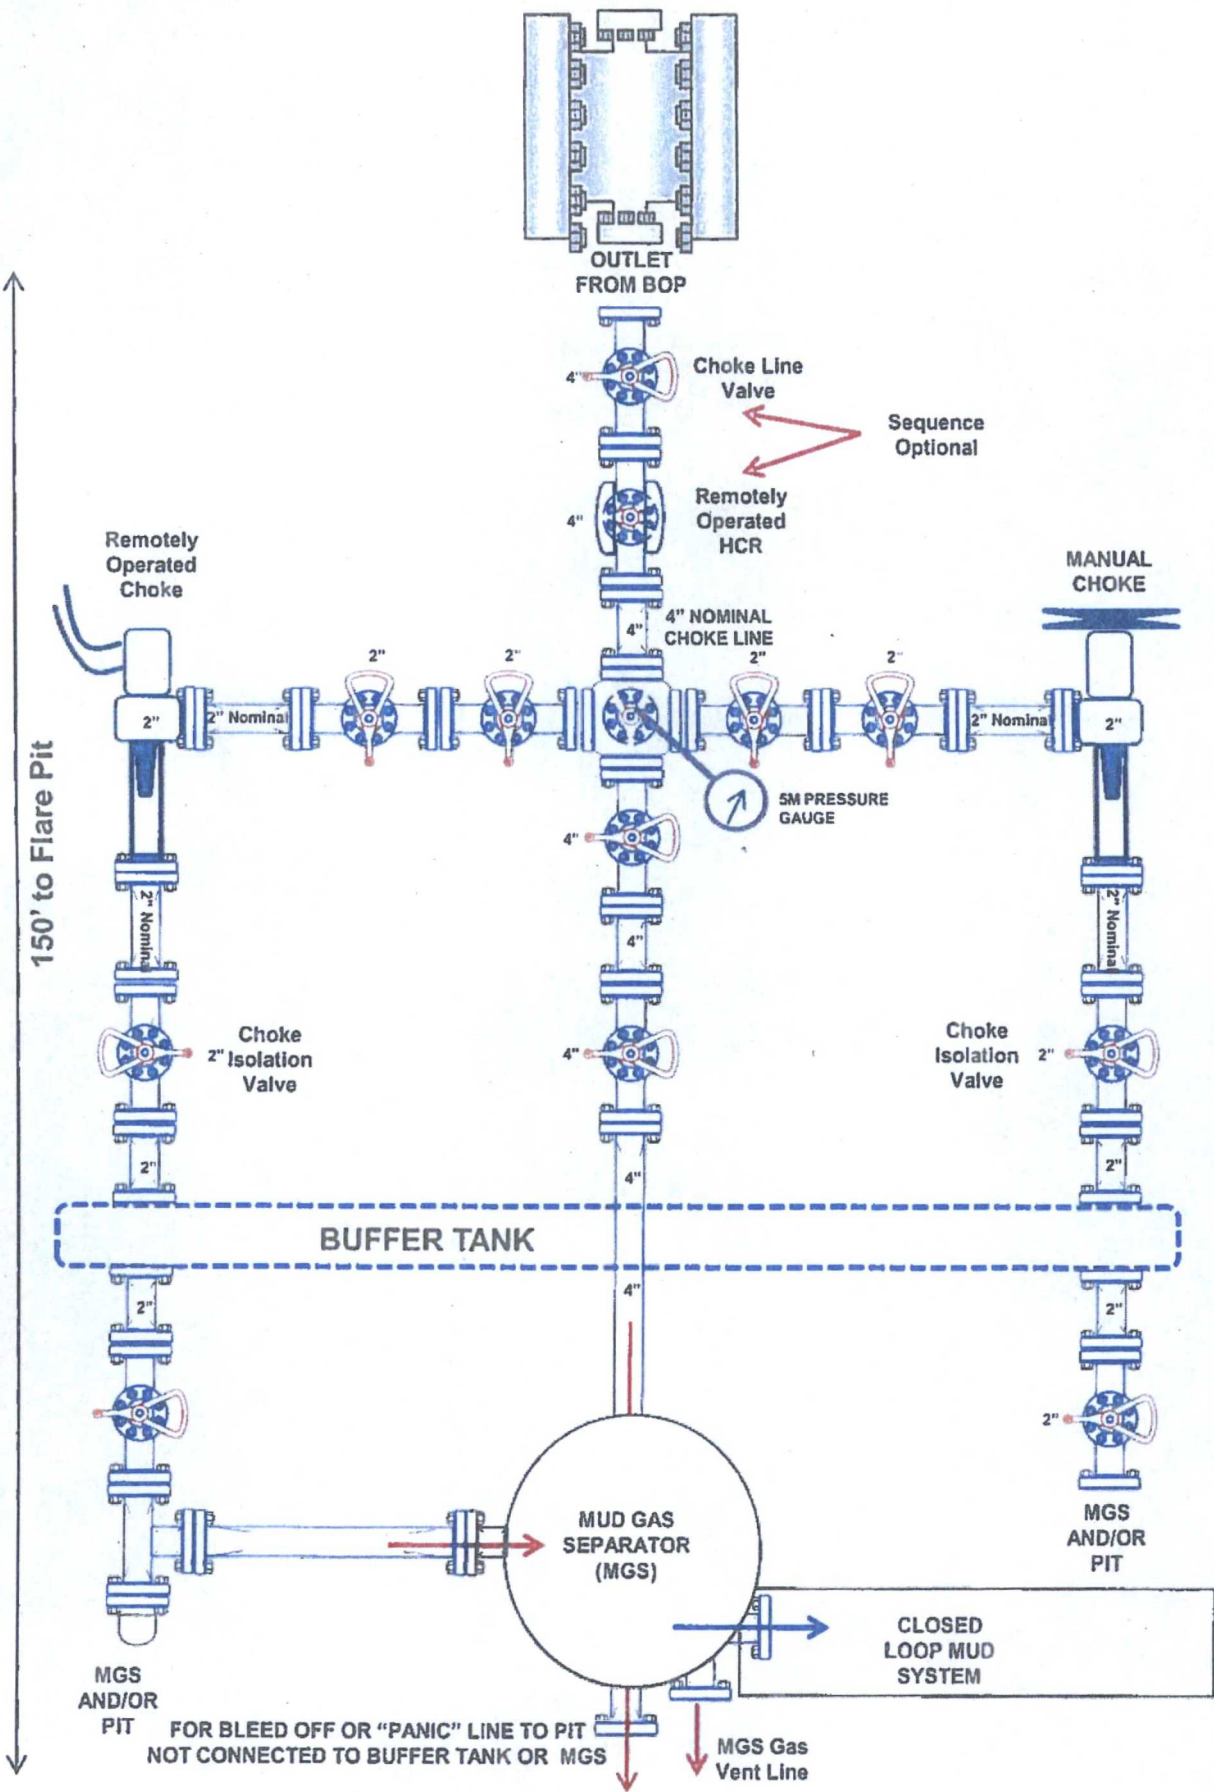 OUTLET
FROM BOP
4"
Choke Line
Valve
Sequence
Optional
4"
Remotely
Operated
HCR
Remotely
Operated
Choke
MANUAL
CHOKE
4"
4" NOMINAL
CHOKE LINE
2"
2"
2"
2"
2"
2" Nominal
2" Nominal
2"
5M PRESSURE
GAUGE
4"
150' to Flare Pit
2" Nominal
4"
2" Nominal
2"
Choke
Isolation
Valve
4"
Choke
Isolation
Valve
2"
2"
4"
2"
BUFFER TANK
2"
4"
2"
2"
MUD GAS
SEPARATOR
(MGS)
MGS
AND/OR
PIT
CLOSED
LOOP MUD
SYSTEM
MGS
AND/OR
PIT
FOR BLEED OFF OR "PANIC" LINE TO PIT
NOT CONNECTED TO BUFFER TANK OR MGS
MGS Gas
Vent Line